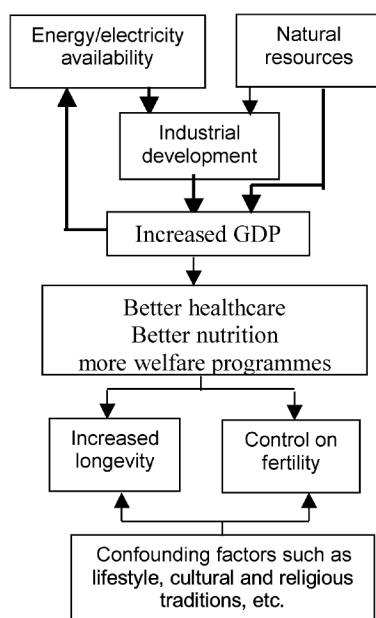 Energy/electricity
availability
Natural
resources
Industrial
development
Increased GDP
Better healthcare
Better nutrition
more welfare programmes
Increased
longevity
Control on
fertility
Confounding factors such as
lifestyle, cultural and religious
traditions, etc.